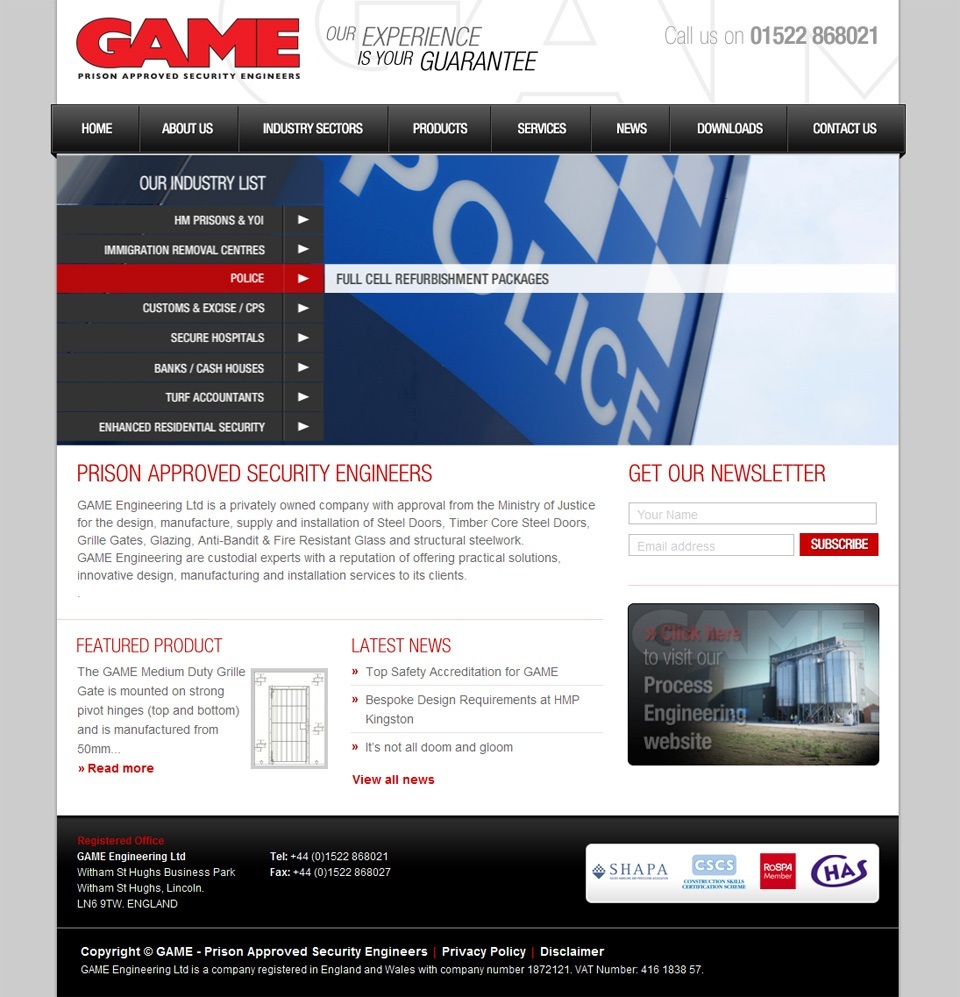 GAME
PRISON APPROVED SECURITY ENGINEERS
OUR EXPERIENCE
IS YOUR GUARANTEE
Call us on 01522 868021
HOME
ABOUT US
INDUSTRY SECTORS
PRODUCTS
SERVICES
NEWS
DOWNLOADS
CONTACT US
OUR INDUSTRY LIST
HM PRISONS & YOI
IMMIGRATION REMOVAL CENTRES
POLICE
FULL CELL REFURBISHMENT PACKAGES
CUSTOMS & EXCISE / CPS
SECURE HOSPITALS
BANKS / CASH HOUSES
TURF ACCOUNTANTS
ENHANCED RESIDENTIAL SECURITY
POLICE
POLICE
PRISON APPROVED SECURITY ENGINEERS
GAME Engineering Ltd is a privately owned company with approval from the Ministry of Justice
for the design, manufacture, supply and installation of Steel Doors, Timber Core Steel Doors,
Grille Gates, Glazing, Anti-Bandit & Fire Resistant Glass and structural steelwork.
GAME Engineering are custodial experts with a reputation of offering practical solutions,
innovative design, manufacturing and installation services to its clients.
.
GET OUR NEWSLETTER
Your Name
Email address
SUBSCRIBE
FEATURED PRODUCT
The GAME Medium Duty Grille
Gate is mounted on strong
pivot hinges (top and bottom)
and is manufactured from
50mm...
» Read more
LATEST NEWS
» Top Safety Accreditation for GAME
» Bespoke Design Requirements at HMP
Kingston
» It's not all doom and gloom
View all news
GAME
» Click here
to visit our
Process
Engineering
website
Registered Office
GAME Engineering Ltd
Witham St Hughs Business Park
Witham St Hughs, Lincoln.
LN6 9TW. ENGLAND
Tel: +44 (0)1522 868021
Fax: +44 (0)1522 868027
SHAPA
CSCS
CONSTRUCTION SKILLS
CERTIFICATION SCHEME
RoSPA
Member
CHAS
Copyright © GAME - Prison Approved Security Engineers | Privacy Policy | Disclaimer
GAME Engineering Ltd is a company registered in England and Wales with company number 1872121. VAT Number: 416 1838 57.